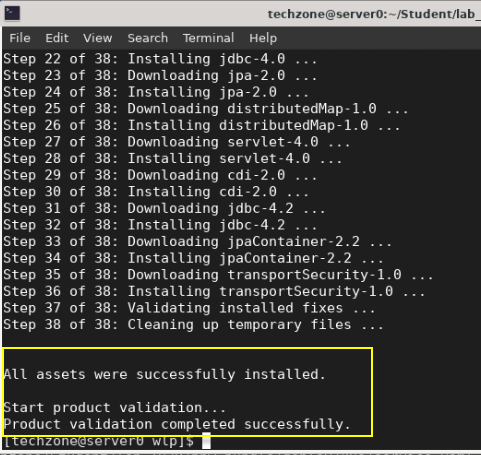 techzone@server0:~/Student/lab_
File Edit View Search Terminal Help
Step 22 of 38: Installing jdbc-4.0 ...
Step 23 of 38: Downloading jpa-2.0 ...
Step 24 of 38: Installing jpa-2.0 ...
Step 25 of 38: Downloading distributedMap-1.0 ...
Step 26 of 38: Installing distributedMap-1.0 ...
Step 27 of 38: Downloading servlet-4.0 ...
Step 28 of 38: Installing servlet-4.0 ...
Step 29 of 38: Downloading cdi-2.0 ...
Step 30 of 38: Installing cdi-2.0 ...
Step 31 of 38: Downloading jdbc-4.2 ...
Step 32 of 38: Installing jdbc-4.2 ...
Step 33 of 38: Downloading jpaContainer-2.2 ...
Step 34 of 38: Installing jpaContainer-2.2 ...
Step 35 of 38: Downloading transportSecurity-1.0 ...
Step 36 of 38: Installing transportSecurity-1.0 ...
Step 37 of 38: Validating installed fixes ...
Step 38 of 38: Cleaning up temporary files ...
All assets were successfully installed.
Start product validation...
Product validation completed successfully.
[techzone@server0 wlp]$